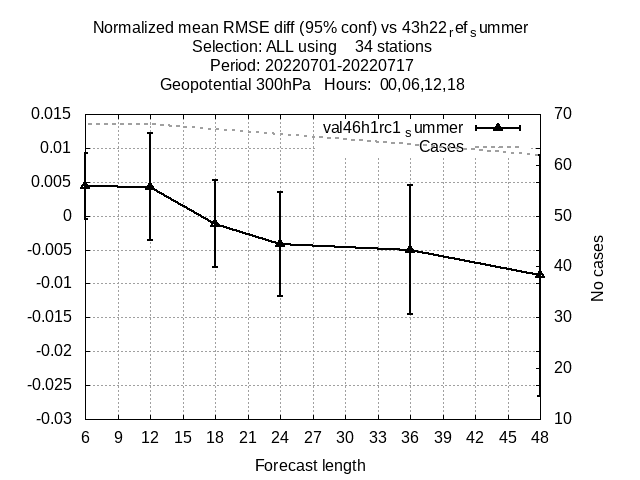 Normalized mean RMSE diff (95% conf) vs 43h22refsummer
Selection: ALL using 34 stations
Period: 20220701-20220717
Geopotential 300hPa Hours: 00,06,12,18
val46h1rc1summer
Cases
0.015
0.01
0.005
0
-0.005
-0.01
-0.015
-0.02
-0.025
-0.03
70
60
50
40
30
20
10
No cases
6 9 12 15 18 21 24 27 30 33 36 39 42 45 48
Forecast length